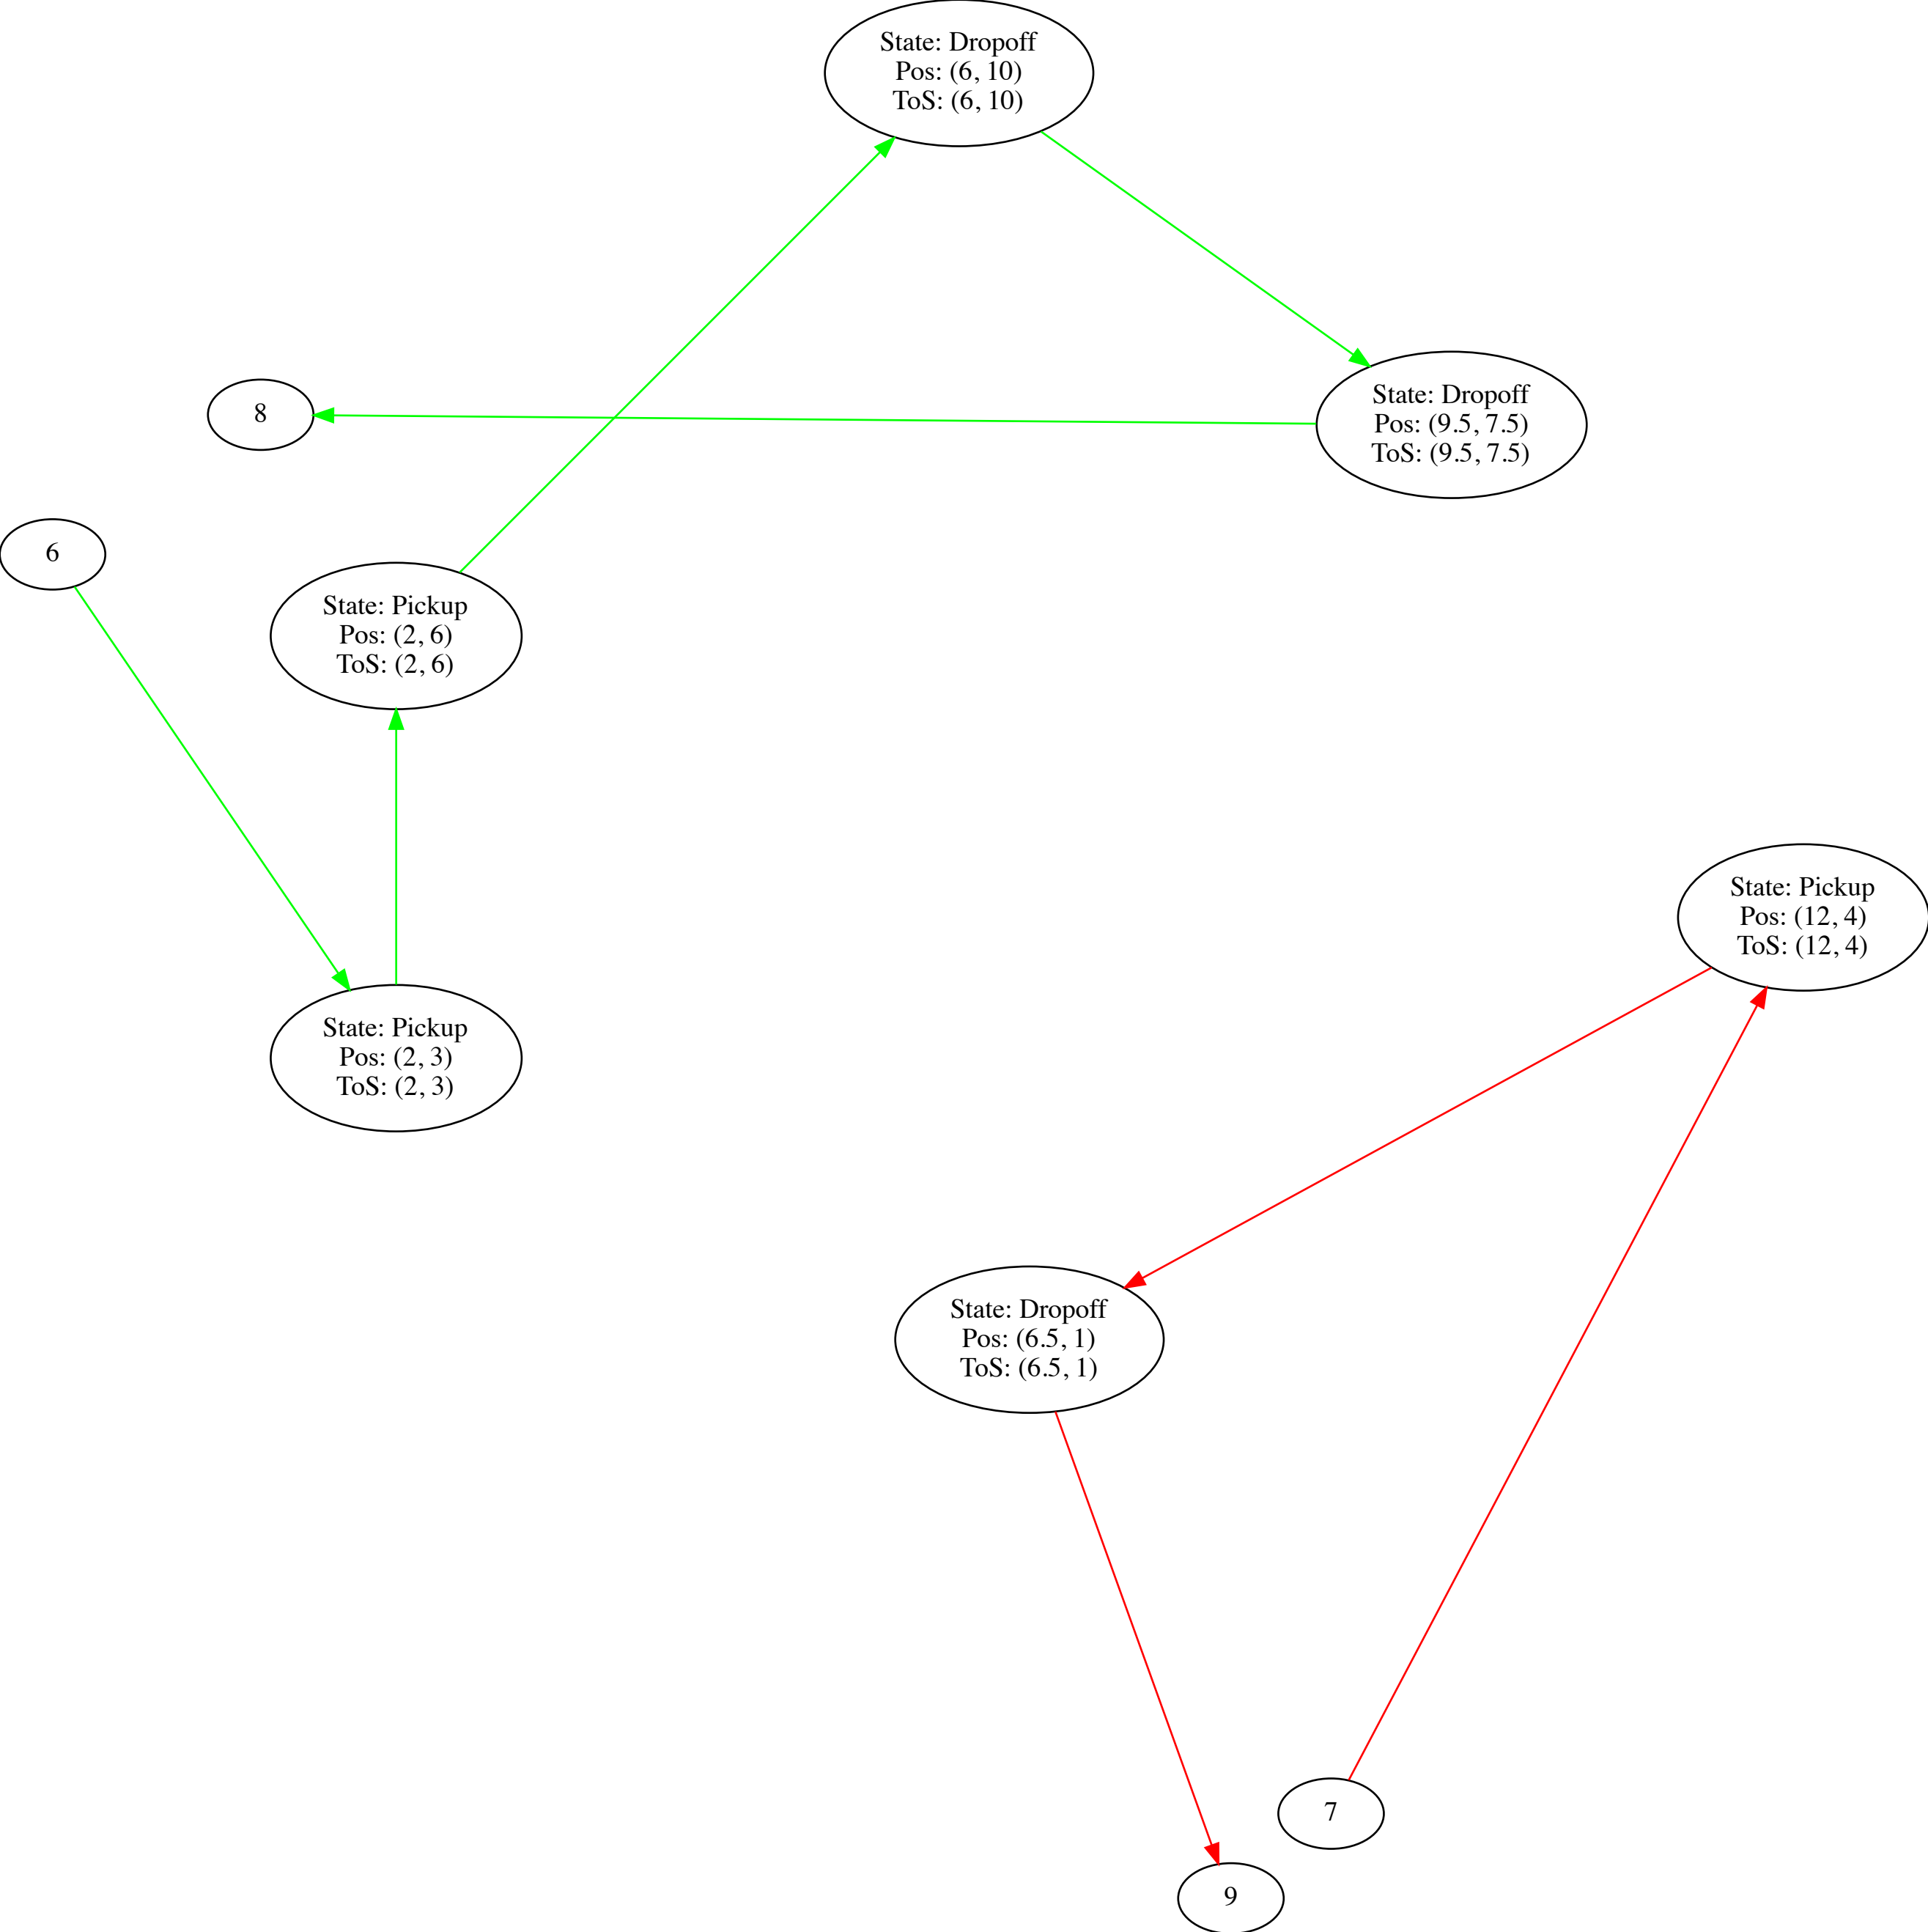 State: Dropoff
Pos: (6, 10)
ToS: (6, 10)
State: Dropoff
Pos: (9.5, 7.5)
ToS: (9.5, 7.5)
8
6
State: Pickup
Pos: (2, 6)
ToS: (2, 6)
State: Pickup
Pos: (12, 4)
ToS: (12, 4)
State: Pickup
Pos: (2, 3)
ToS: (2, 3)
State: Dropoff
Pos: (6.5, 1)
ToS: (6.5, 1)
7
9